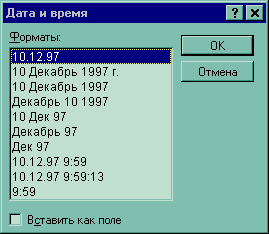 Дата и время
Форматы:
10.12.97
10 Декабрь 1997 г.
10 Декабрь 1997
Декабрь 10 1997
10 Дек 97
Декабрь 97
Дек 97
10.12.97 9:59
10.12.97 9:59:13
9:59
OK
Отмена
Вставить как поле